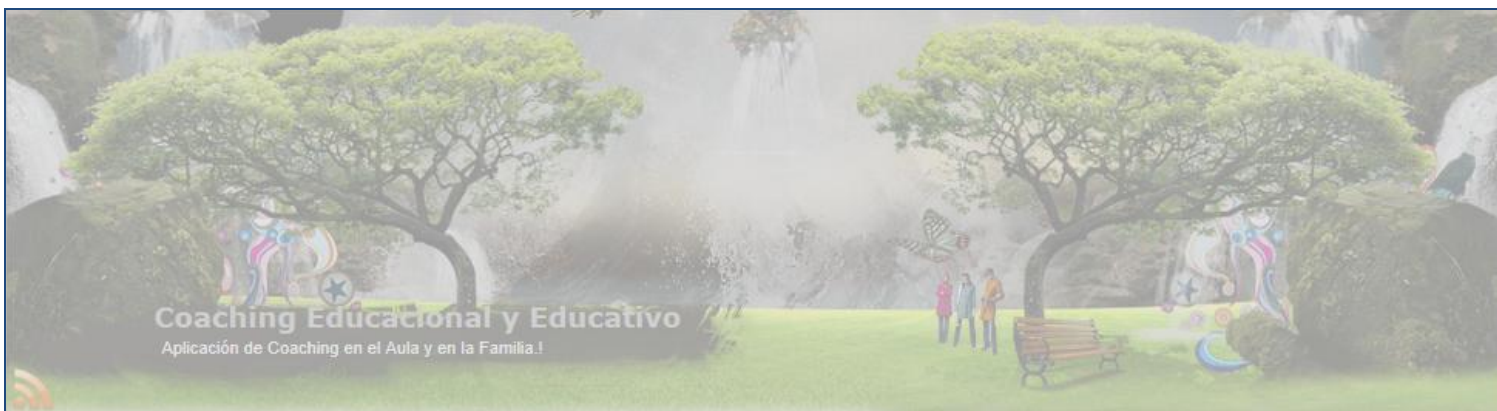 Coaching Educacional y Educativo
Aplicación de Coaching en el Aula y en la Familia.!